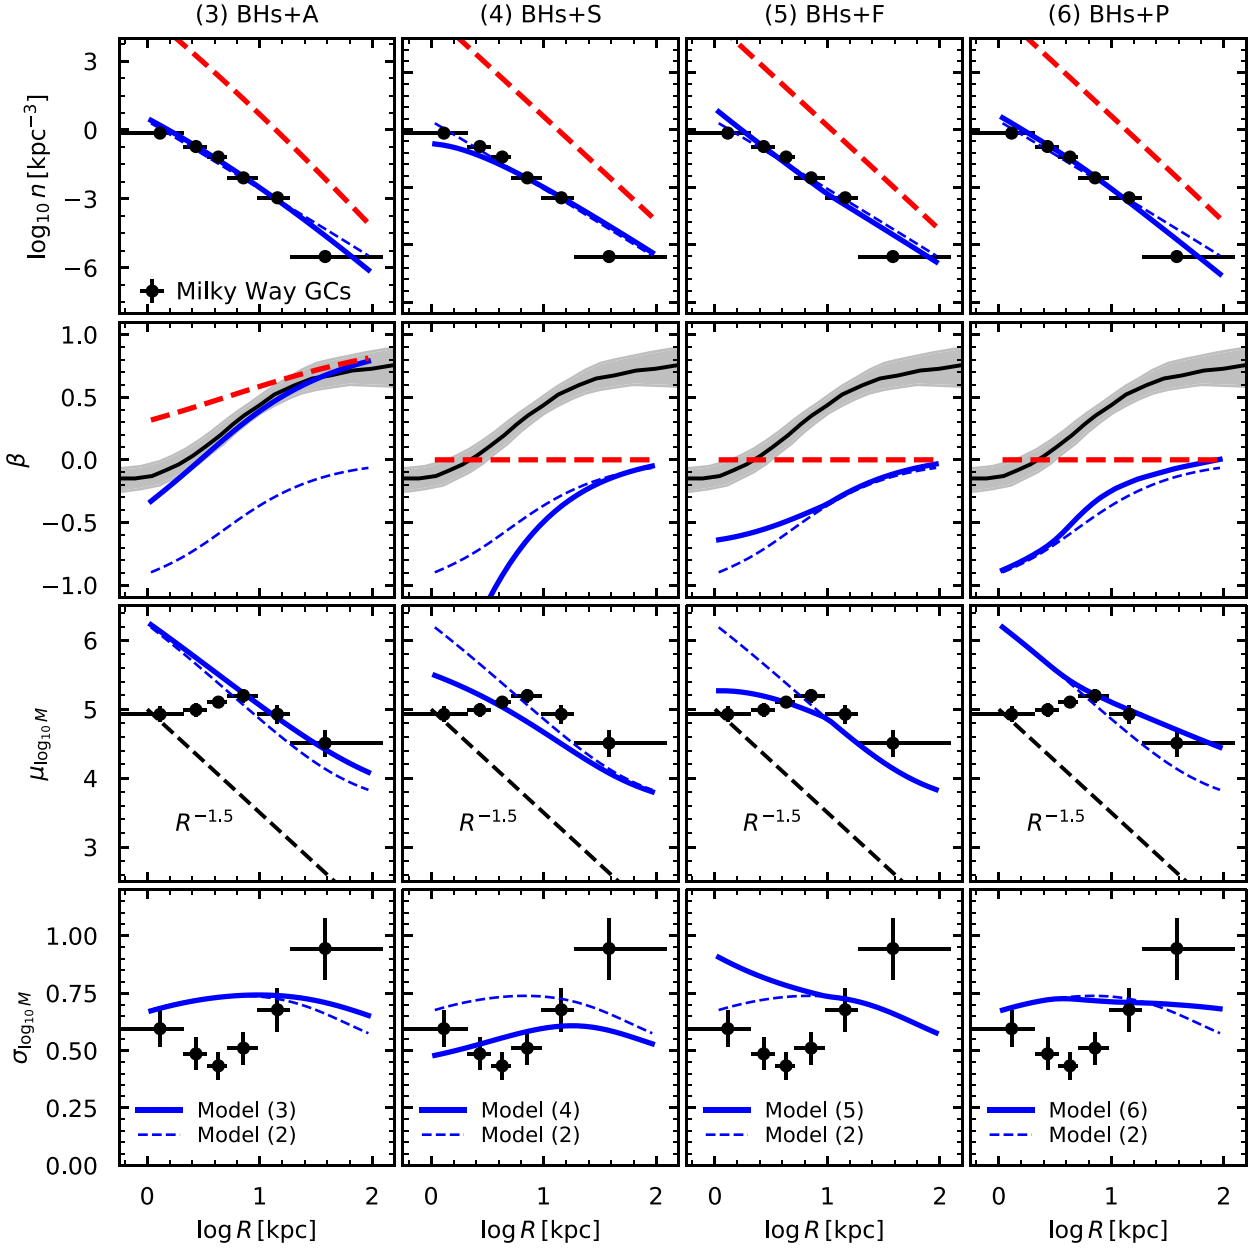 (3) BHs+A (4) BHs+S (5) BHs+F (6) BHs+P
log₁₀ n [kpc⁻³]
3
0
−3
−6
Milky Way GCs
β
1.0
0.5
0.0
−0.5
−1.0
μ_log₁₀ M
6
5
4
3
R^−1.5 R^−1.5 R^−1.5 R^−1.5
σ_log₁₀ M
1.00
0.75
0.50
0.25
0.00
Model (3) Model (4) Model (5) Model (6)
Model (2) Model (2) Model (2) Model (2)
0 1 2 0 1 2 0 1 2 0 1 2
log R [kpc] log R [kpc] log R [kpc] log R [kpc]